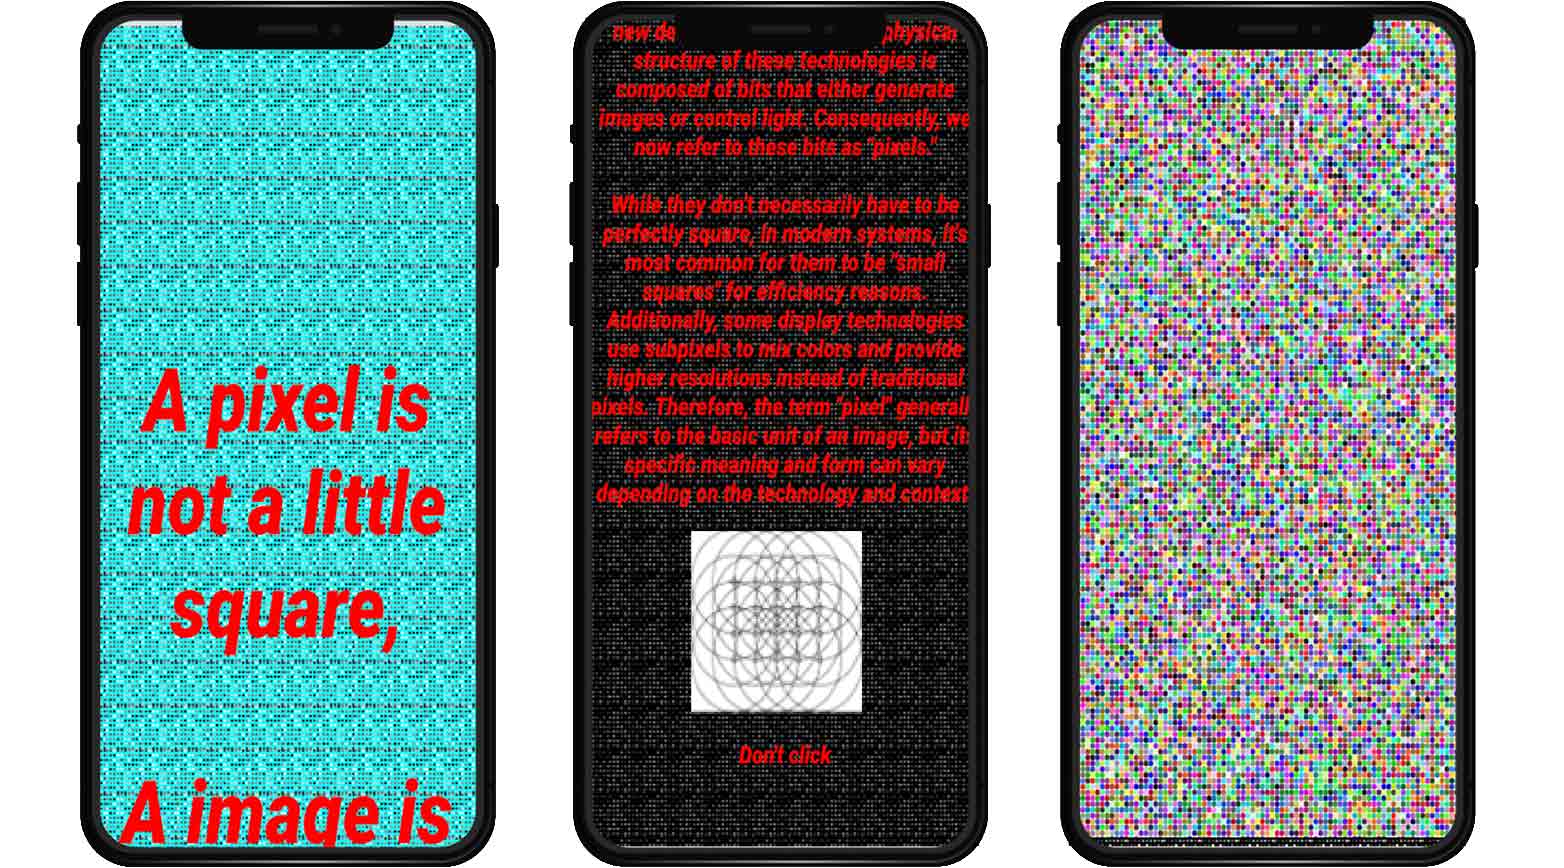 A pixel is
not a little
square,
A image is
new de physical
structure of these technologies is
composed of bits that either generate
images or control light. Consequently, we
now refer to these bits as "pixels."
While they don't necessarily have to be
perfectly square, in modern systems, it's
most common for them to be "small
squares" for efficiency reasons.
Additionally, some display technologies
use subpixels to mix colors and provide
higher resolutions instead of traditional
pixels. Therefore, the term "pixel" generall
refers to the basic unit of an image, but its
specific meaning and form can vary
depending on the technology and context
Don't click